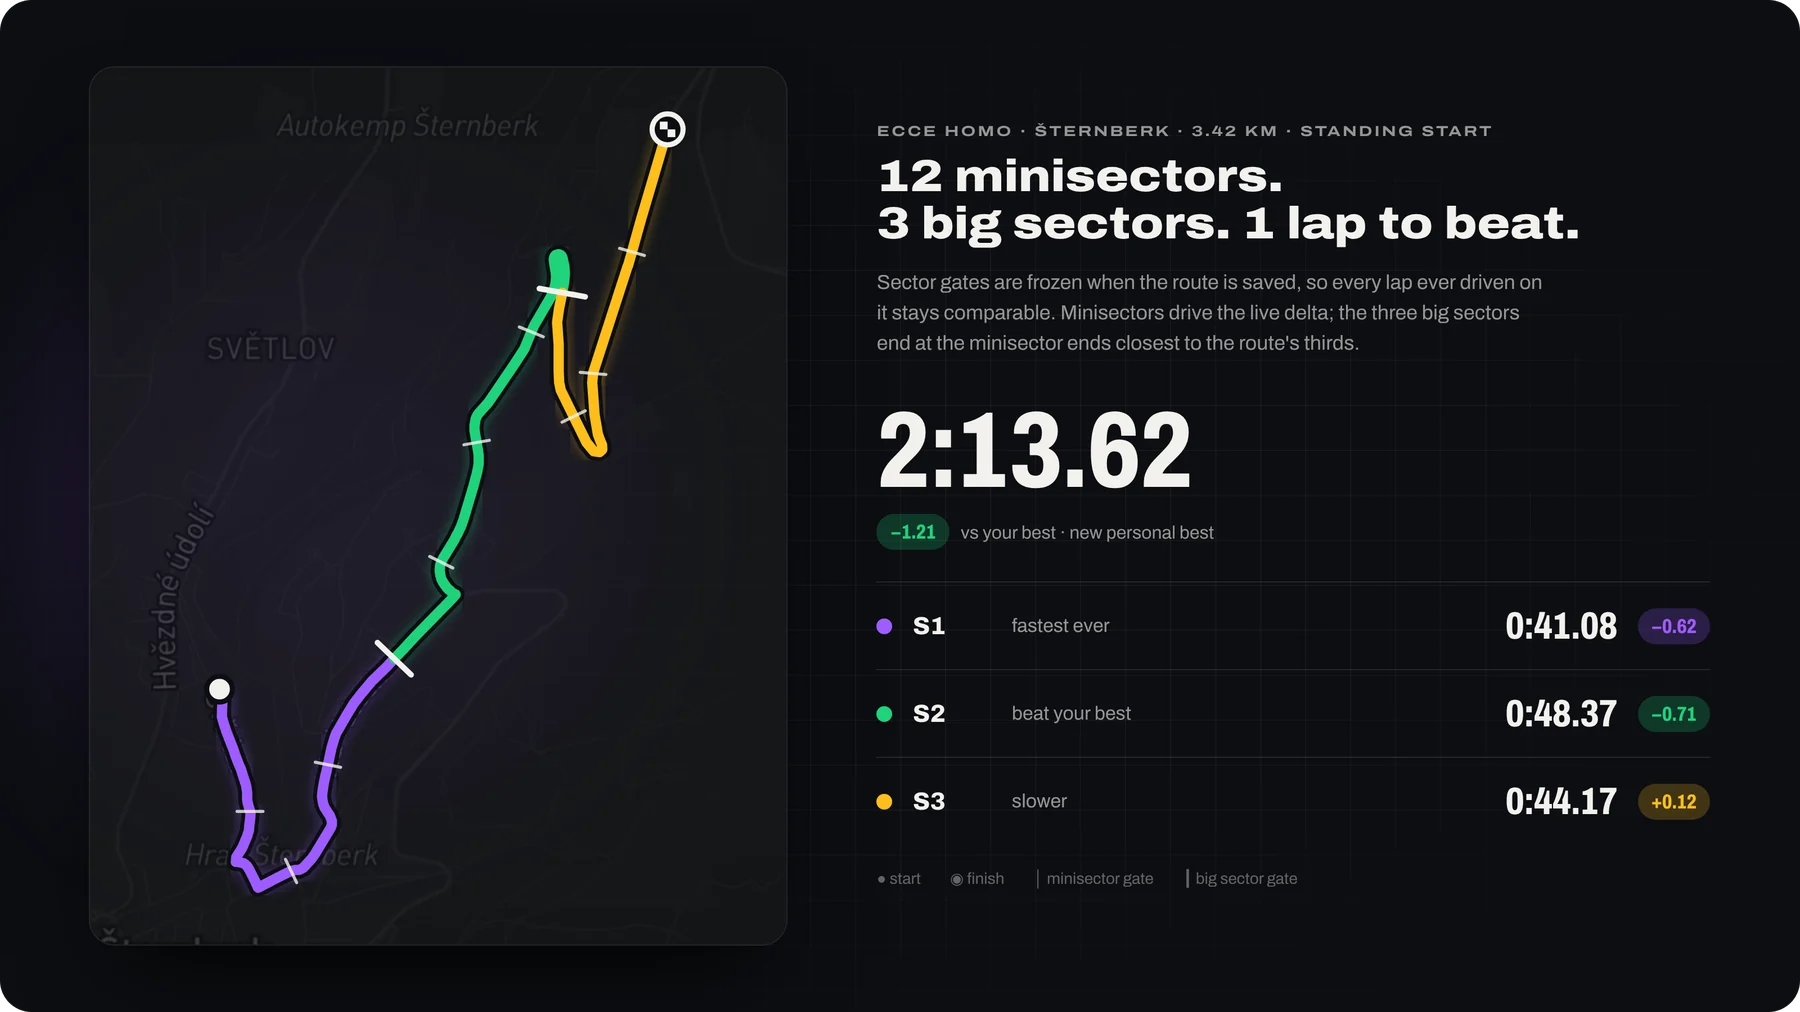 Autokemp Šternberk
SVĚTLOV
Hvězdné údolí
ECCE HOMO · ŠTERNBERK · 3.42 KM · STANDING START
12 minisectors.
3 big sectors. 1 lap to beat.
Sector gates are frozen when the route is saved, so every lap ever driven on
it stays comparable. Minisectors drive the live delta; the three big sectors
end at the minisector ends closest to the route's thirds.
2:13.62
−1.21 vs your best · new personal best
S1 fastest ever 0:41.08 −0.62
S2 beat your best 0:48.37 −0.71
S3 slower 0:44.17 +0.12
start finish minisector gate big sector gate